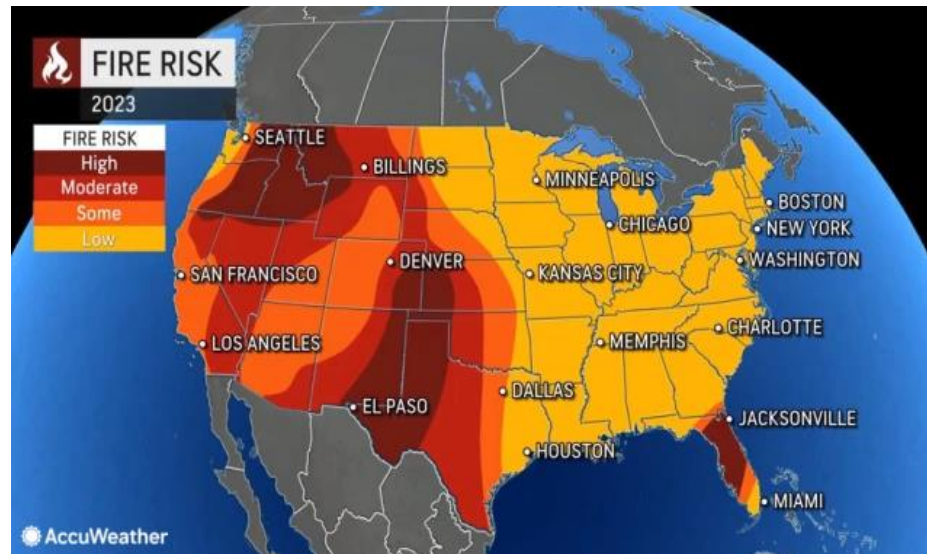 FIRE RISK
2023
FIRE RISK
High
Moderate
Some
Low
SEATTLE
BILLINGS
MINNEAPOLIS
BOSTON
CHICAGO
NEW YORK
SAN FRANCISCO
DENVER
KANSAS CITY
WASHINGTON
LOS ANGELES
MEMPHIS
CHARLOTTE
EL PASO
DALLAS
JACKSONVILLE
HOUSTON
MIAMI
AccuWeather